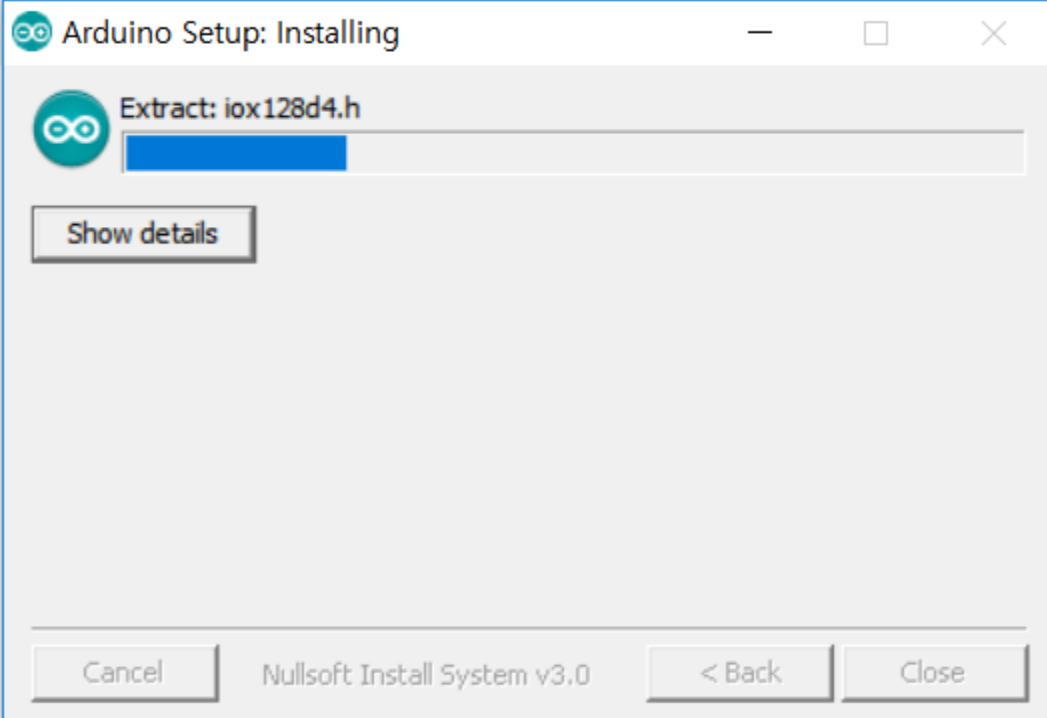 Arduino Setup: Installing
Extract: iox128d4.h
Show details
Cancel
Nullsoft Install System v3.0
< Back
Close